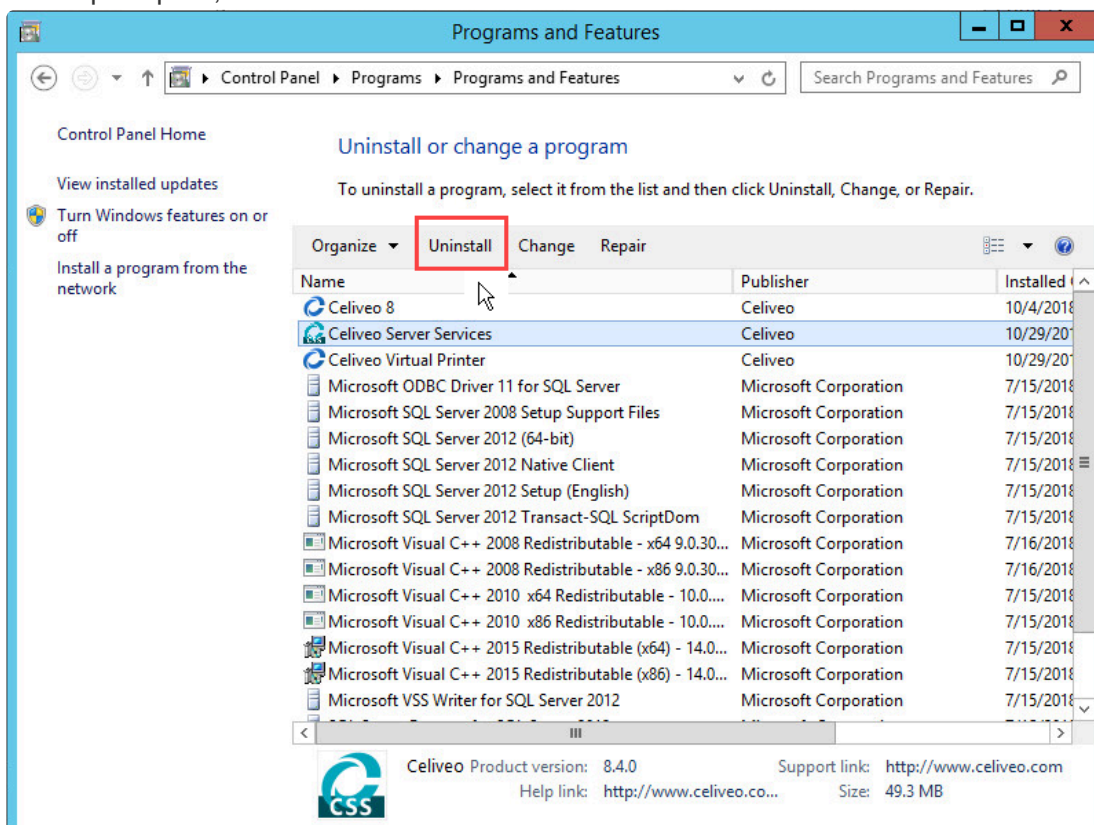 Programs and Features
Control Panel Programs Programs and Features Search Programs and Features
Control Panel Home
Uninstall or change a program
View installed updates
To uninstall a program, select it from the list and then click Uninstall, Change, or Repair.
Turn Windows features on or
off
Install a program from the
network
Organize Uninstall Change Repair
Name Publisher Installed
Celiveo 8 Celiveo 10/4/2018
Celiveo Server Services Celiveo 10/29/201
Celiveo Virtual Printer Celiveo 10/29/201
Microsoft ODBC Driver 11 for SQL Server Microsoft Corporation 7/15/2018
Microsoft SQL Server 2008 Setup Support Files Microsoft Corporation 7/15/2018
Microsoft SQL Server 2012 (64-bit) Microsoft Corporation 7/15/2018
Microsoft SQL Server 2012 Native Client Microsoft Corporation 7/15/2018
Microsoft SQL Server 2012 Setup (English) Microsoft Corporation 7/15/2018
Microsoft SQL Server 2012 Transact-SQL ScriptDom Microsoft Corporation 7/15/2018
Microsoft Visual C++ 2008 Redistributable - x64 9.0.30... Microsoft Corporation 7/16/2018
Microsoft Visual C++ 2008 Redistributable - x86 9.0.30... Microsoft Corporation 7/16/2018
Microsoft Visual C++ 2010 x64 Redistributable - 10.0.... Microsoft Corporation 7/15/2018
Microsoft Visual C++ 2010 x86 Redistributable - 10.0.... Microsoft Corporation 7/15/2018
Microsoft Visual C++ 2015 Redistributable (x64) - 14.0... Microsoft Corporation 7/15/2018
Microsoft Visual C++ 2015 Redistributable (x86) - 14.0... Microsoft Corporation 7/15/2018
Microsoft VSS Writer for SQL Server 2012 Microsoft Corporation 7/15/2018
Celiveo Product version: 8.4.0 Support link: http://www.celiveo.com
Help link: http://www.celiveo.co... Size: 49.3 MB
CSS